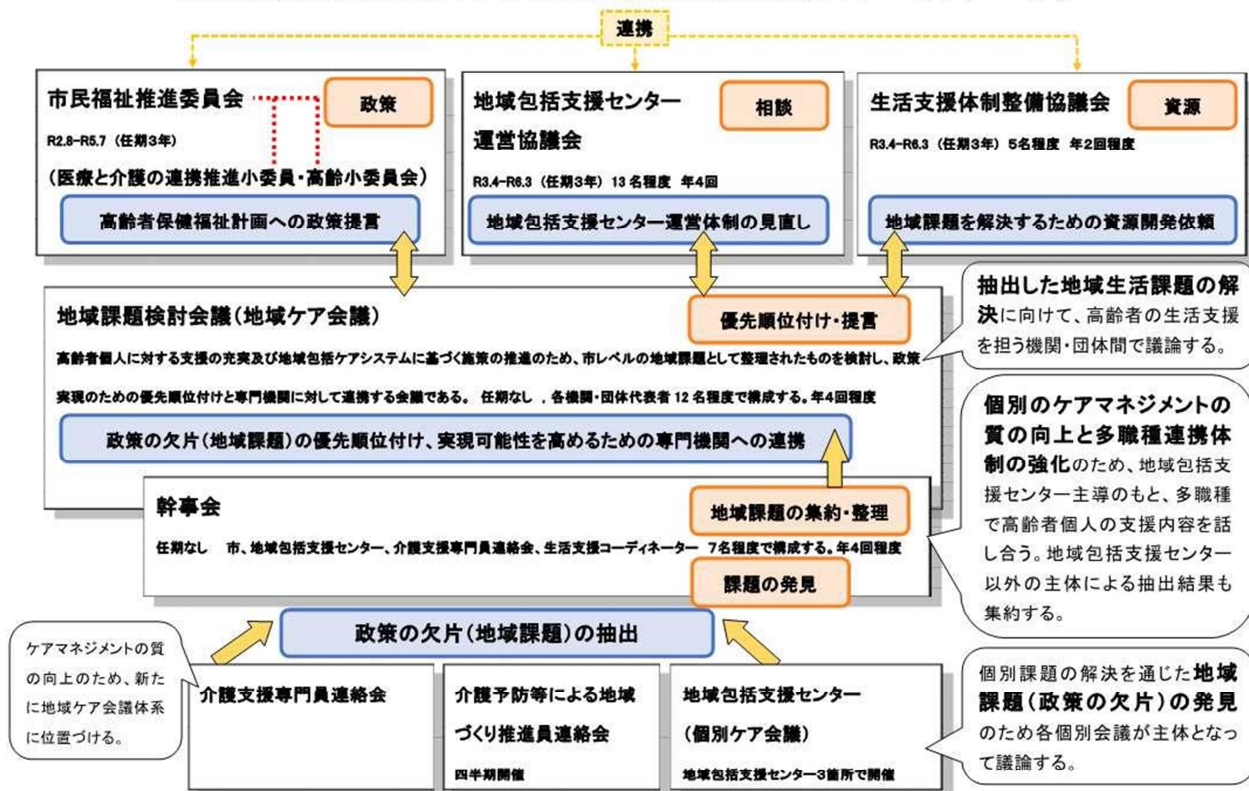 連携
市民福祉推進委員会
政策
R2.8-R5.7 (任期3年)
(医療と介護の連携推進小委員・高齢小委員会)
高齢者保健福祉計画への政策提言
地域包括支援センター
運営協議会
相談
R3.4-R6.3 (任期3年) 13名程度 年4回
地域包括支援センター運営体制の見直し
生活支援体制整備協議会
資源
R3.4-R6.3 (任期3年) 5名程度 年2回程度
地域課題を解決するための資源開発依頼
地域課題検討会議(地域ケア会議)
優先順位付け・提言
高齢者個人に対する支援の充実及び地域包括ケアシステムに基づく施策の推進のため、市レベルの地域課題として整理されたものを検討し、政策
実現のための優先順位付けと専門機関に対して連携する会議である。 任期なし , 各機関・団体代表者12名程度で構成する。年4回程度
政策の欠片(地域課題)の優先順位付け、実現可能性を高めるための専門機関への連携
抽出した地域生活課題の解
決に向けて、高齢者の生活支援
を担う機関・団体間で議論する。
幹事会
地域課題の集約・整理
任期なし 市、地域包括支援センター、介護支援専門員連絡会、生活支援コーディネーター 7名程度で構成する。年4回程度
課題の発見
個別のケアマネジメントの
質の向上と多職種連携体
制の強化のため、地域包括支
援センター主導のもと、多職種
で高齢者個人の支援内容を話
し合う。地域包括支援センター
以外の主体による抽出結果も
集約する。
政策の欠片(地域課題)の抽出
ケアマネジメントの質
の向上のため、新た
に地域ケア会議体系
に位置づける。
介護支援専門員連絡会
介護予防等による地域
づくり推進員連絡会
四半期開催
地域包括支援センター
(個別ケア会議)
地域包括支援センター3箇所で開催
個別課題の解決を通じた地域
課題(政策の欠片)の発見
のため各個別会議が主体となっ
て議論する。